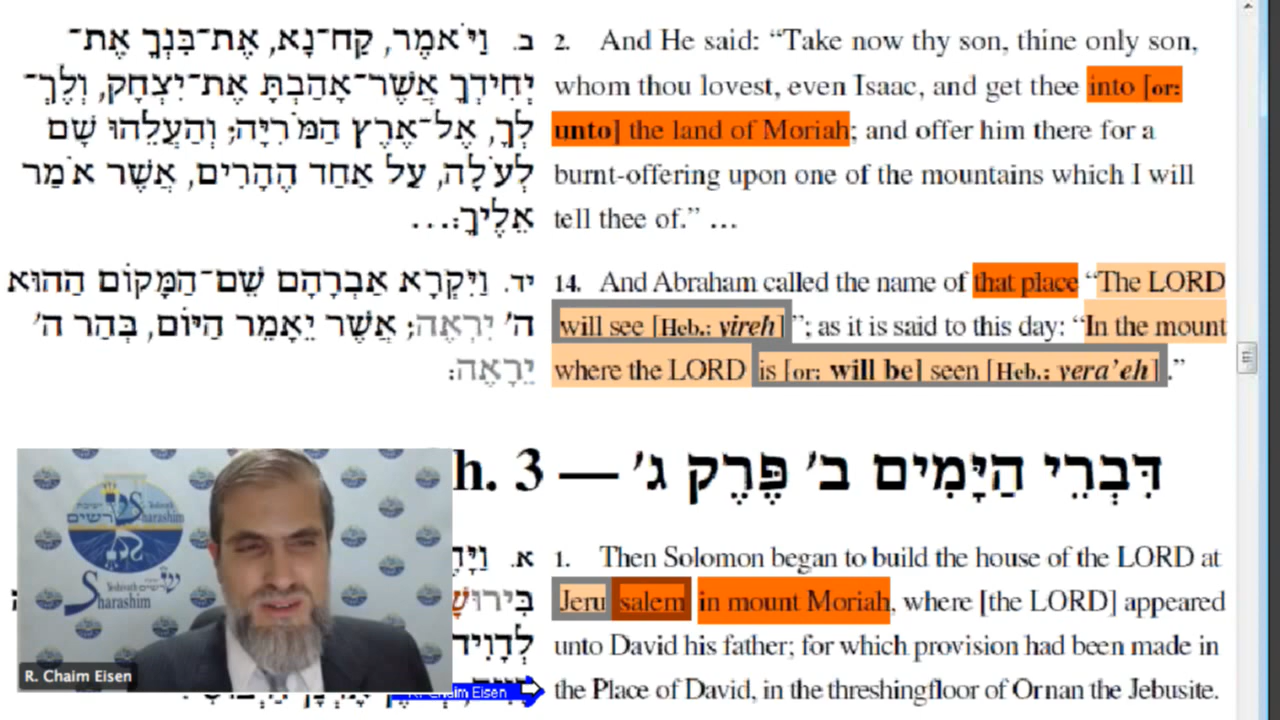 ב. וַיֹּאמֶר, קַח־נָא, אֶת־בִּנְךָ אֶת־
יְחִידְךָ אֲשֶׁר־אָהַבְתָּ אֶת־יִצְחָק, וְלֶךְ־
לְךָ, אֶל־אֶרֶץ הַמֹּרִיָּה; וְהַעֲלֵהוּ שָׁם
לְעֹלָה, עַל אַחַד הֶהָרִים, אֲשֶׁר אֹמַר
אֵלֶיךָ:...
2. And He said: “Take now thy son, thine only son,
whom thou lovest, even Isaac, and get thee into [or:
unto] the land of Moriah; and offer him there for a
burnt-offering upon one of the mountains which I will
tell thee of.” …
יד. וַיִּקְרָא אַבְרָהָם שֵׁם־הַמָּקוֹם הַהוּא
ה׳ יִרְאֶה; אֲשֶׁר יֵאָמֵר הַיּוֹם, בְּהַר ה׳
יֵרָאֶה:
14. And Abraham called the name of that place “The LORD
will see [Heb.: yireh]”; as it is said to this day: “In the mount
where the LORD is [or: will be] seen [Heb.: yera’eh].”
h. 3 — דִּבְרֵי הַיָּמִים ב׳ פֶּרֶק ג׳
א.
1. Then Solomon began to build the house of the LORD at
Jerusalem in mount Moriah, where [the LORD] appeared
unto David his father; for which provision had been made in
the Place of David, in the threshingfloor of Ornan the Jebusite.
ישיבת שרשים
Yeshivath Sharashim
R. Chaim Eisen
R. Chaim Eisen